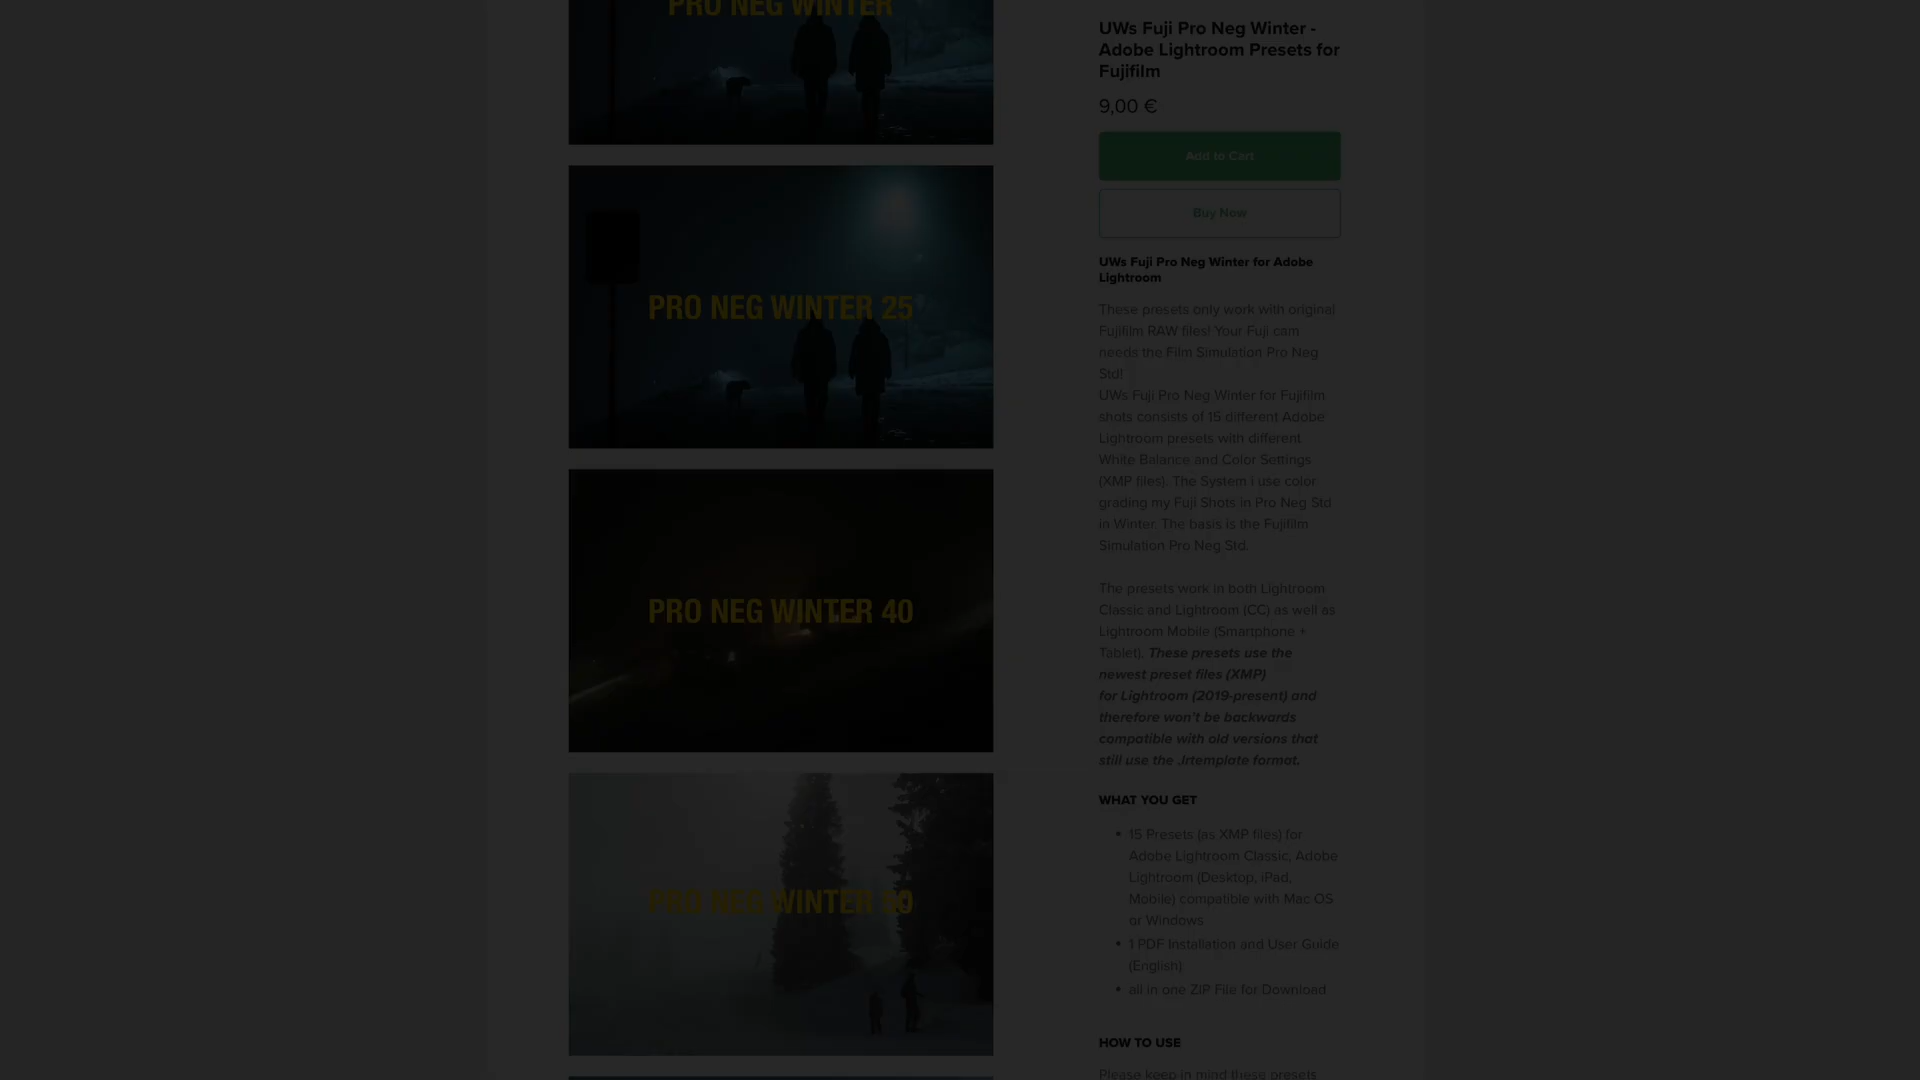 PRO NEG WINTER
PRO NEG WINTER 25
PRO NEG WINTER 40
PRO NEG WINTER
UWs Fuji Pro Neg Winter -
Adobe Lightroom Presets for
Fujifilm
9,00 €
Add to Cart
Buy Now
UWs Fuji Pro Neg Winter for Adobe
Lightroom
These presets only work with original
Fujifilm RAW files! Your Fuji cam
needs the Film Simulation Pro Neg
Std!
UWs Fuji Pro Neg Winter for Fujifilm
shots consists of 15 different Adobe
Lightroom presets with different
White Balance and Color Settings
(XMP files). The System i use color
grading my Fuji Shots in Pro Neg Std
in Winter. The basis is the Fujifilm
Simulation Pro Neg Std.
The presets work in both Lightroom
Classic and Lightroom (CC) as well as
Lightroom Mobile (Smartphone +
Tablet). These presets use the
newest preset files (XMP)
for Lightroom (2019-present) and
therefore won't be backwards
compatible with old versions that
still use the .lrtemplate format.
WHAT YOU GET
• 15 Presets (as XMP files) for
Adobe Lightroom Classic, Adobe
Lightroom (Desktop, iPad,
Mobile) compatible with Mac OS
or Windows
• 1 PDF Installation and User Guide
(English)
• all in one ZIP File for Download
HOW TO USE
Please keep in mind these presets